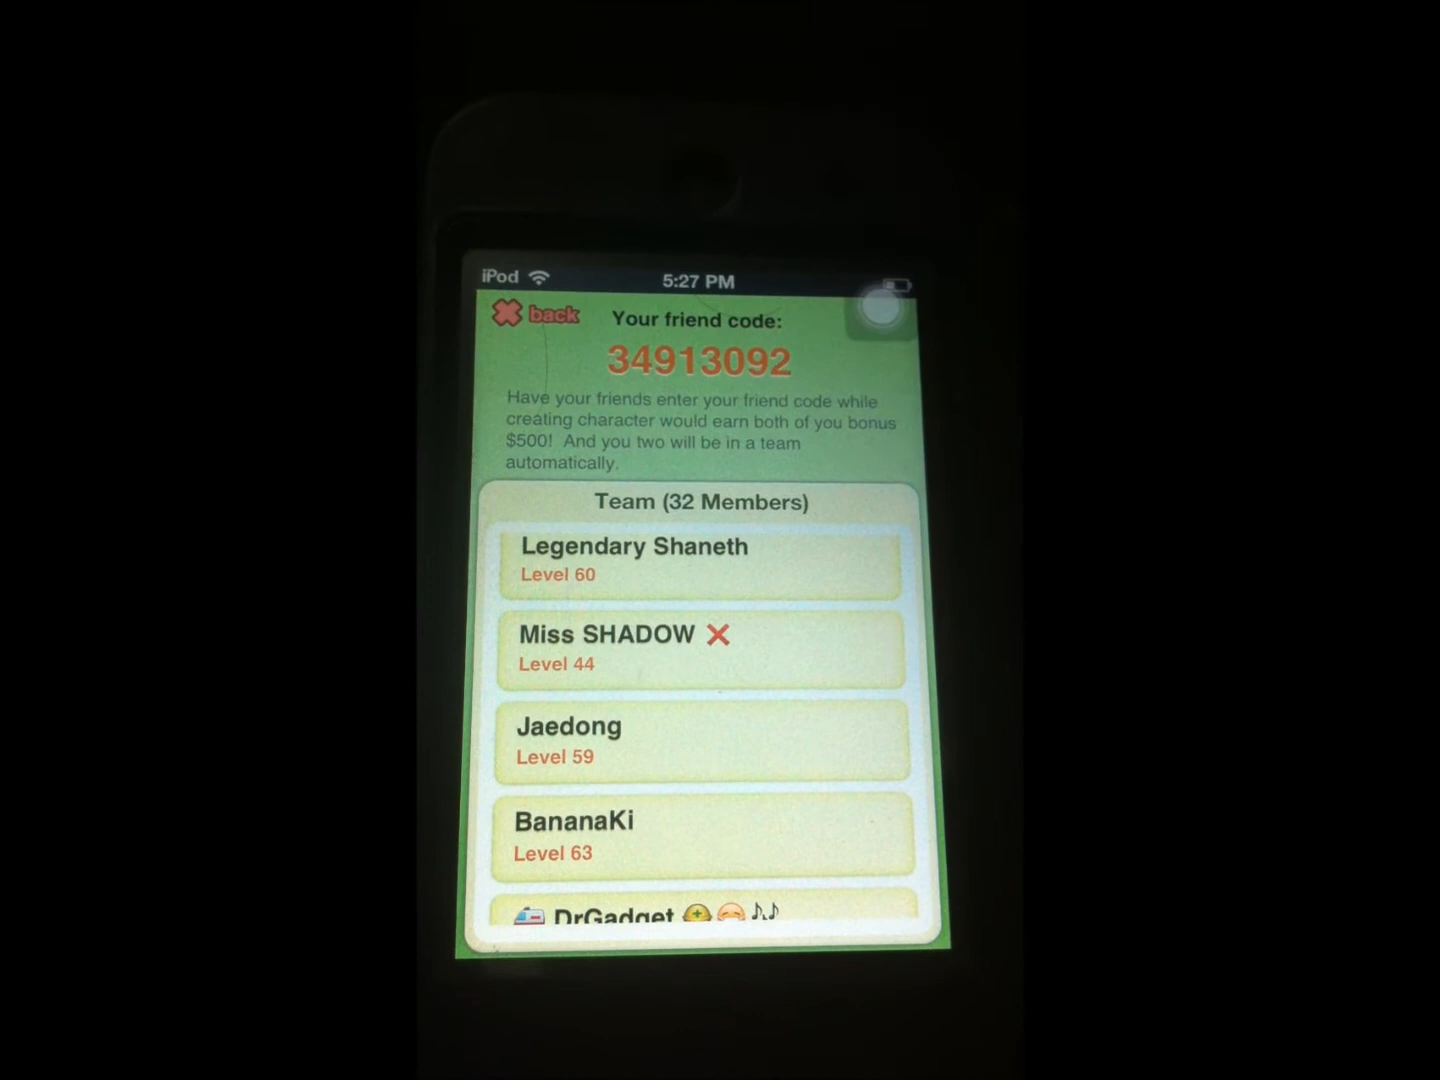 iPod 5:27 PM
back
Your friend code:
34913092
Have your friends enter your friend code while
creating character would earn both of you bonus
$500! And you two will be in a team
automatically.
Team (32 Members)
Legendary Shaneth
Level 60
Miss SHADOW ❌
Level 44
Jaedong
Level 59
BananaKi
Level 63
DrGadget